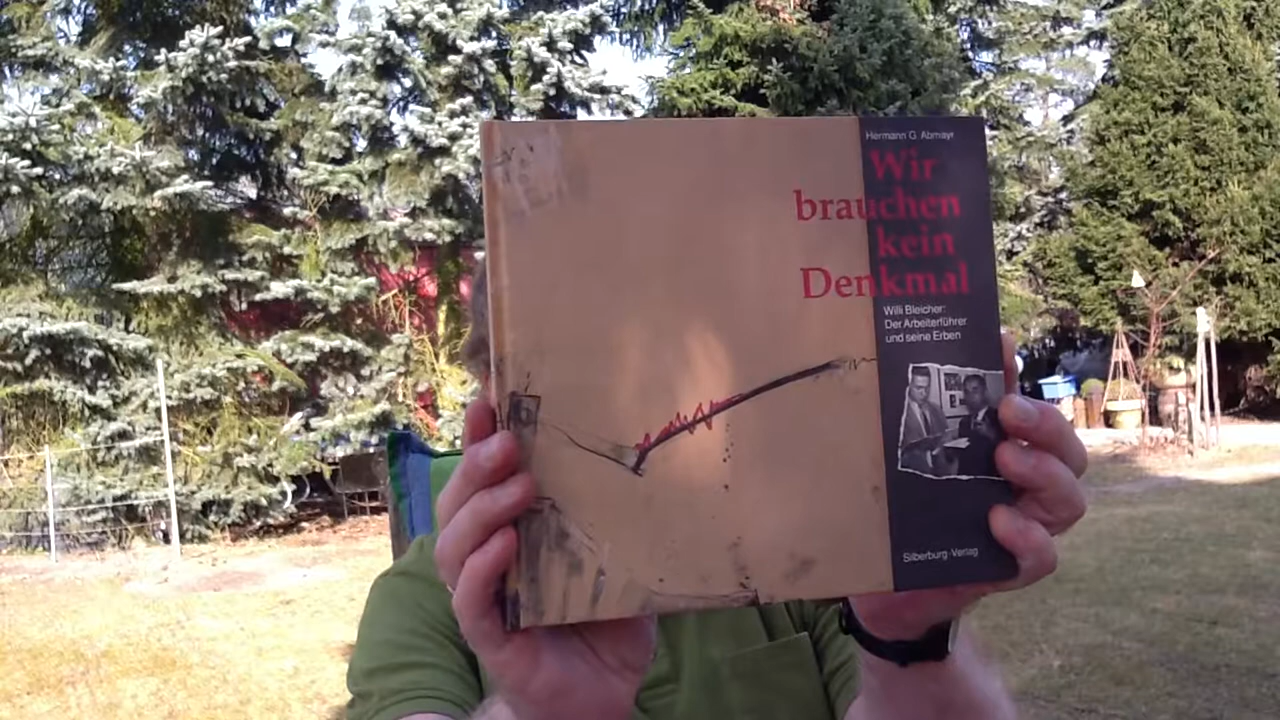 Hermann G. Abmayr
Wir
brauchen
kein
Denkmal
Willi Bleicher:
Der Arbeiterführer
und seine Erben
Silberburg-Verlag